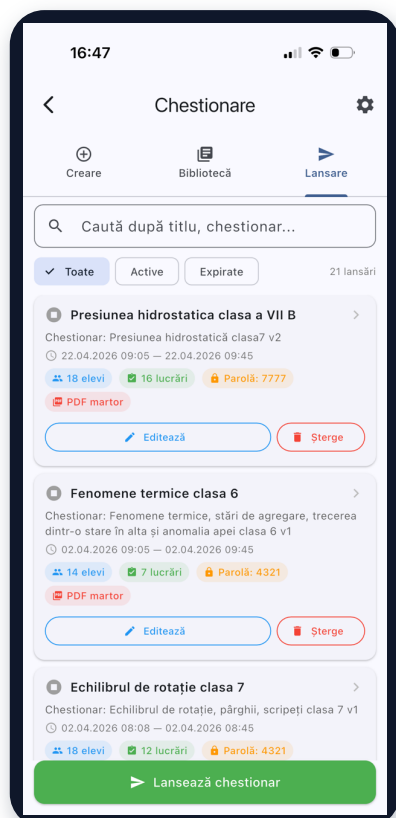 16:47
Chestionare
Creare
Bibliotecă
Lansare
Caută după titlu, chestionar...
Toate
Active
Expirate
21 lansări
Presiunea hidrostatica clasa a VII B
Chestionar: Presiunea hidrostatică clasa7 v2
22.04.2026 09:05 — 22.04.2026 09:45
18 elevi
16 lucrări
Parolă: 7777
PDF martor
Editează
Șterge
Fenomene termice clasa 6
Chestionar: Fenomene termice, stări de agregare, trecerea
dintr-o stare în alta și anomalia apei clasa 6 v1
02.04.2026 09:05 — 02.04.2026 09:45
14 elevi
7 lucrări
Parolă: 4321
PDF martor
Editează
Șterge
Echilibrul de rotație clasa 7
Chestionar: Echilibrul de rotație, pârghii, scripeți clasa 7 v1
02.04.2026 08:08 — 02.04.2026 08:45
18 elevi
12 lucrări
Parolă: 4321
Lansează chestionar